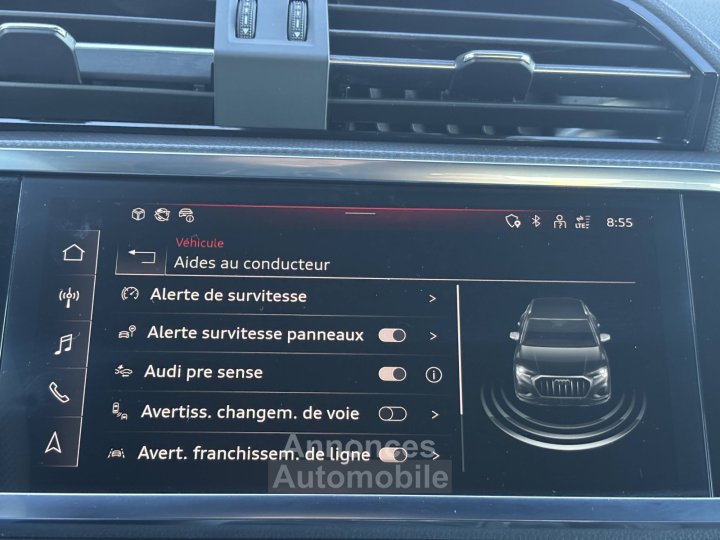 LTE 8:55
Véhicule
Aides au conducteur
Alerte de survitesse
Alerte survitesse panneaux
Audi pre sense
Avertiss. changem. de voie
Avert. franchissem. de ligne
Annonces
Automobile